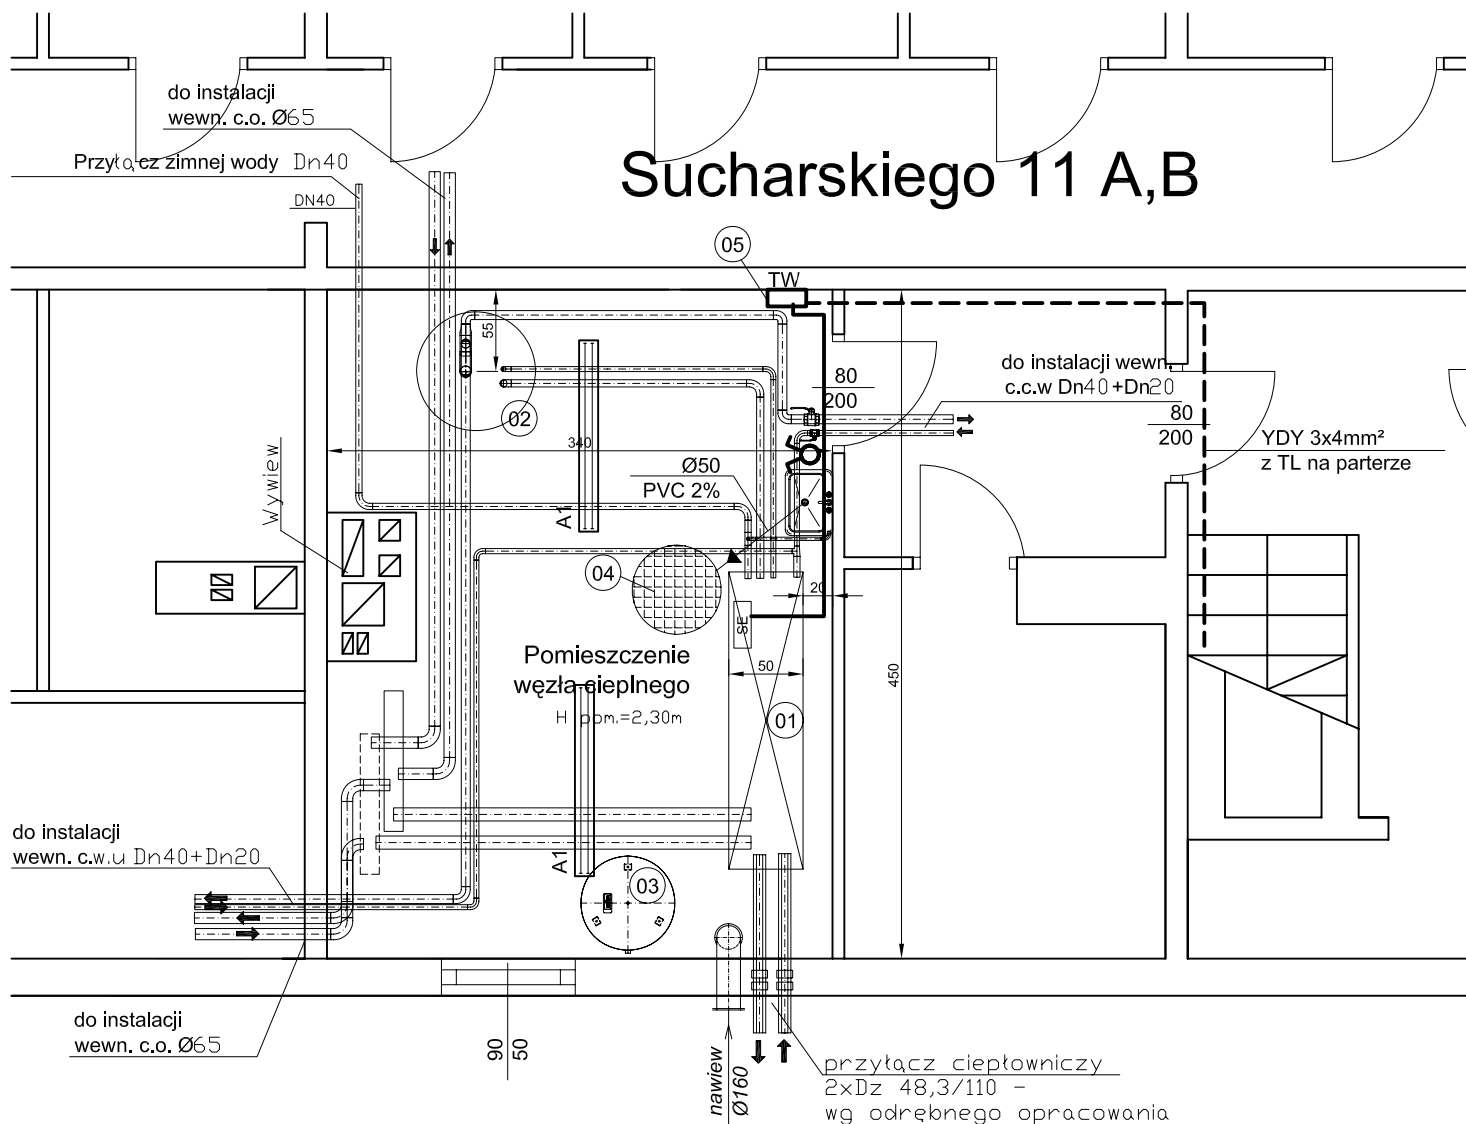 do instalacji
wewn. c.o. Ø65
Przyłącz zimnej wody Dn40
DN40
Sucharskiego 11 A,B
05
TW
55
02
340
80
200
do instalacji wewn.
c.c.w Dn40+Dn20
80
200
YDY 3x4mm²
z TL na parterze
Wywiew
Ø50
PVC 2%
A1
04
20
SE
Pomieszczenie
węzła cieplnego
H pom.=2,30m
50
450
01
do instalacji
wewn. c.w.u Dn40+Dn20
A1
03
do instalacji
wewn. c.o. Ø65
90
50
nawiew
Ø160
przyłącz ciepłowniczy
2xDz 48,3/110 -
wg odrębnego opracowania